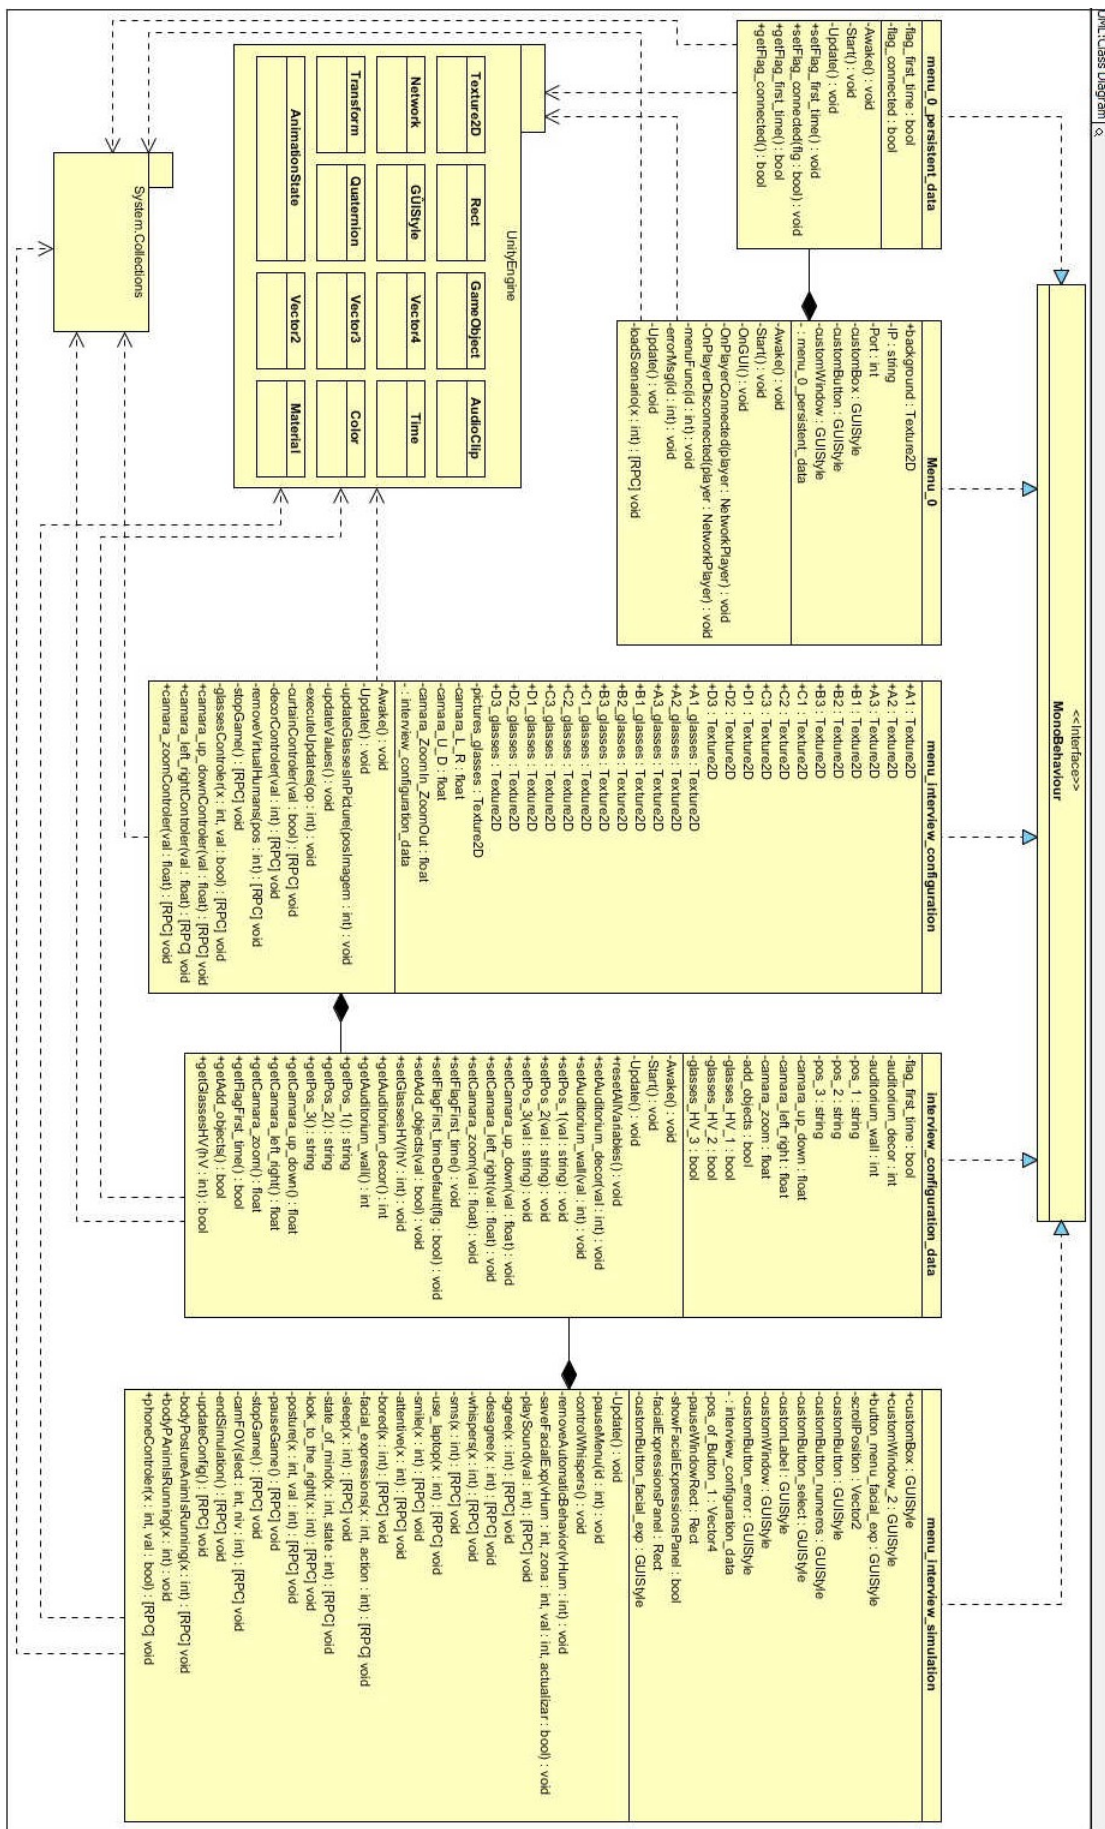 UML:Class Diagram
<<Interface>>
MonoBehaviour
menu_0_persistent_data
-flag_first_time : bool
-flag_connected : bool
-Awake() : void
-Start() : void
-Update() : void
+setFlag_first_time() : void
+setFlag_connected(flg : bool) : void
+getFlag_first_time() : bool
+getFlag_connected() : bool
Menu_0
+background : Texture2D
-IP : string
-Port : int
-customBox : GUIStyle
-customButton : GUIStyle
-customWindow : GUIStyle
- : menu_0_persistent_data
-Awake() : void
-Start() : void
-OnGUI() : void
-OnPlayerConnected(player : NetworkPlayer) : void
-OnPlayerDisconnected(player : NetworkPlayer) : void
-menuFunc(id : int) : void
-errorMsg(id : int) : void
-Update() : void
-loadScenario(x : int) : [RPC] void
menu_interview_configuration
+A1 : Texture2D
+A2 : Texture2D
+A3 : Texture2D
+B1 : Texture2D
+B2 : Texture2D
+B3 : Texture2D
+C1 : Texture2D
+C2 : Texture2D
+C3 : Texture2D
+D1 : Texture2D
+D2 : Texture2D
+D3 : Texture2D
+A1_glasses : Texture2D
+A2_glasses : Texture2D
+A3_glasses : Texture2D
+B1_glasses : Texture2D
+B2_glasses : Texture2D
+B3_glasses : Texture2D
+C1_glasses : Texture2D
+C2_glasses : Texture2D
+C3_glasses : Texture2D
+D1_glasses : Texture2D
+D2_glasses : Texture2D
+D3_glasses : Texture2D
-pictures_glasses : Texture2D
-camara_L_R : float
-camara_U_D : float
-camara_ZoomIn_ZoomOut : float
- : interview_configuration_data
-Awake() : void
-Update() : void
-updateGlassesInPicture(posImagem : int) : void
-updateValues() : void
-executeUpdates(op : int) : void
-curtainControler(val : bool) : [RPC] void
-decorControler(val : int) : [RPC] void
-removeVirtualHumans(pos : int) : [RPC] void
-stopGame() : [RPC] void
-glassesControler(x : int, val : bool) : [RPC] void
+camara_up_downControler(val : float) : [RPC] void
+camara_left_rightControler(val : float) : [RPC] void
+camara_zoomControler(val : float) : [RPC] void
interview_configuration_data
-flag_first_time : bool
-auditorium_decor : int
-auditorium_wall : int
-pos_1 : string
-pos_2 : string
-pos_3 : string
-camara_up_down : float
-camara_left_right : float
-camara_zoom : float
-add_objects : bool
-glasses_HV_1 : bool
-glasses_HV_2 : bool
-glasses_HV_3 : bool
-Awake() : void
-Start() : void
-Update() : void
+resetAllVariables() : void
+setAuditorium_decor(val : int) : void
+setAuditorium_wall(val : int) : void
+setPos_1(val : string) : void
+setPos_2(val : string) : void
+setPos_3(val : string) : void
+setCamara_up_down(val : float) : void
+setCamara_left_right(val : float) : void
+setCamara_zoom(val : float) : void
+setFlagFirst_time() : void
+setFlagFirst_timeDefault(flg : bool) : void
+setAdd_objects(val : bool) : void
+setGlassesHV(hV : int) : void
+getAuditorium_decor() : int
+getAuditorium_wall() : int
+getPos_1() : string
+getPos_2() : string
+getPos_3() : string
+getCamara_up_down() : float
+getCamara_left_right() : float
+getCamara_zoom() : float
+getFlagFirst_time() : bool
+getAdd_objects() : bool
+getGlassesHV(hV : int) : bool
menu_interview_simulation
+customBox : GUIStyle
+customWindow_2 : GUIStyle
+button_menu_facial_exp : GUIStyle
-scrollPosition : Vector2
-customButton : GUIStyle
-customButton_numeros : GUIStyle
-customButton_select : GUIStyle
-customLabel : GUIStyle
-customWindow : GUIStyle
-customButton_error : GUIStyle
- : interview_configuration_data
-pos_of_Button_1 : Vector4
-pauseWindowRect : Rect
-showFacialExpressionsPanel : bool
-facialExpressionsPanel : Rect
-customButton_facial_exp : GUIStyle
-Update() : void
-pauseMenu(id : int) : void
-controlWhispers() : void
-removeAutomaticBehavior(vHum : int) : void
-saveFacialExp(vHum : int, zona : int, val : int, actualizar : bool) : void
-playSound(val : int) : [RPC] void
-agree(x : int) : [RPC] void
-desagree(x : int) : [RPC] void
-whispers(x : int) : [RPC] void
-sms(x : int) : [RPC] void
-use_laptop(x : int) : [RPC] void
-smile(x : int) : [RPC] void
-attentive(x : int) : [RPC] void
-bored(x : int) : [RPC] void
-facial_expressions(x : int, action : int) : [RPC] void
-sleep(x : int) : [RPC] void
-state_of_mind(x : int, state : int) : [RPC] void
-look_to_the_right(x : int) : [RPC] void
-posture(x : int, val : int) : [RPC] void
-pauseGame() : [RPC] void
-stopGame() : [RPC] void
-camFOV(slect : int, niv : int) : [RPC] void
-endSimulation() : [RPC] void
-updateConfig() : [RPC] void
-bodyPostureAnimIsRunning(x : int) : [RPC] void
+bodyPAnimIsRunning(x : int) : void
+phoneControler(x : int, val : bool) : [RPC] void
UnityEngine
Texture2D
Rect
GameObject
AudioClip
Network
GÜIStyle
Vector4
Time
Transform
Quaternion
Vector3
Color
AnimationState
Vector2
Material
System.Collections